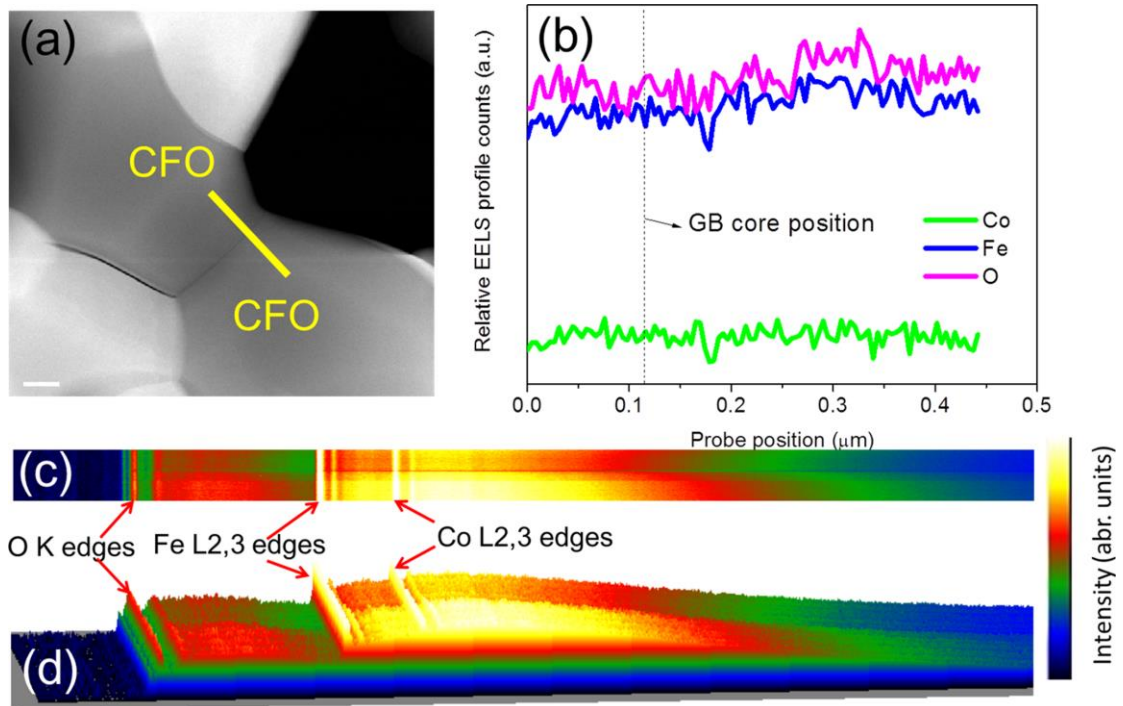 (a)
CFO
CFO
(b)
Relative EELS profile counts (a.u.)
GB core position
Co
Fe
O
0.0 0.1 0.2 0.3 0.4 0.5
Probe position (μm)
(c)
O K edges
Fe L2,3 edges
Co L2,3 edges
(d)
Intensity (abr. units)